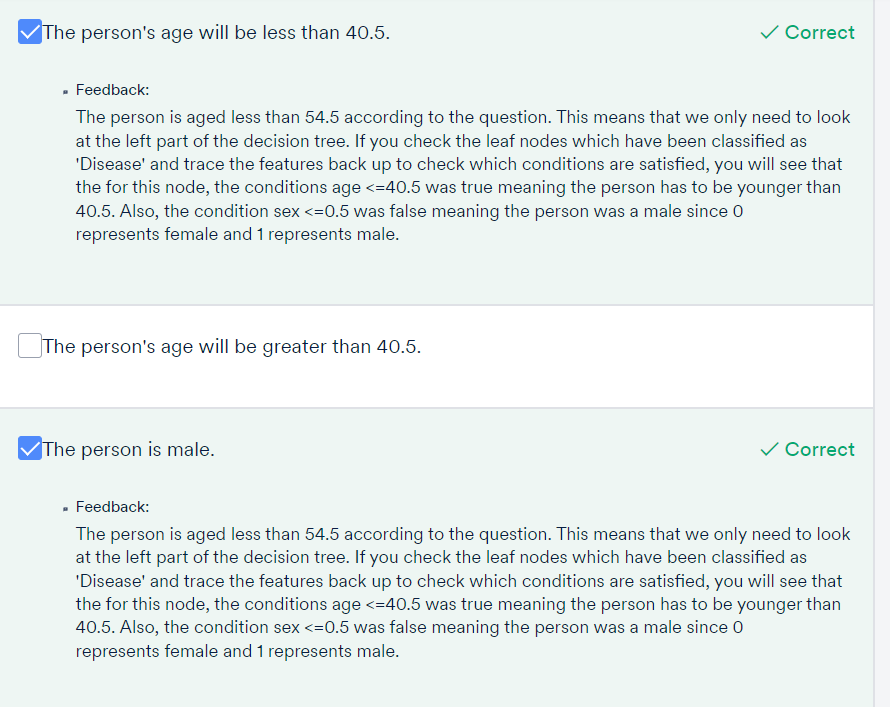 The person's age will be less than 40.5.
Correct
Feedback:
The person is aged less than 54.5 according to the question. This means that we only need to look
at the left part of the decision tree. If you check the leaf nodes which have been classified as
'Disease' and trace the features back up to check which conditions are satisfied, you will see that
the for this node, the conditions age <=40.5 was true meaning the person has to be younger than
40.5. Also, the condition sex <=0.5 was false meaning the person was a male since 0
represents female and 1 represents male.
The person's age will be greater than 40.5.
The person is male.
Correct
Feedback:
The person is aged less than 54.5 according to the question. This means that we only need to look
at the left part of the decision tree. If you check the leaf nodes which have been classified as
'Disease' and trace the features back up to check which conditions are satisfied, you will see that
the for this node, the conditions age <=40.5 was true meaning the person has to be younger than
40.5. Also, the condition sex <=0.5 was false meaning the person was a male since 0
represents female and 1 represents male.